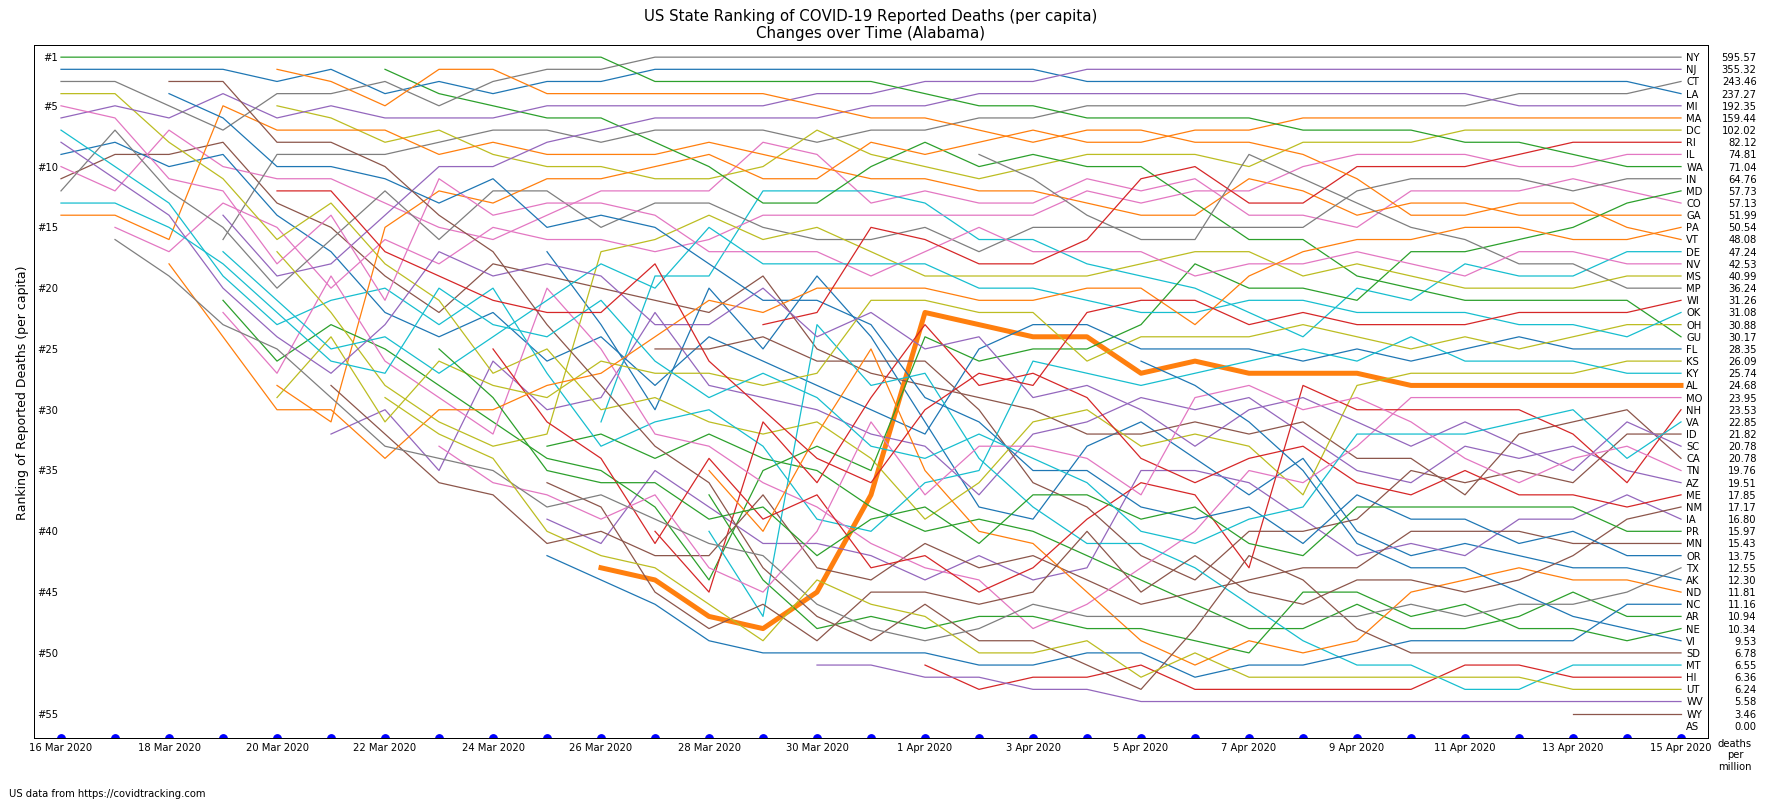 US State Ranking of COVID-19 Reported Deaths (per capita)
Changes over Time (Alabama)
Ranking of Reported Deaths (per capita)
#1
#5
#10
#15
#20
#25
#30
#35
#40
#45
#50
#55
NY 595.57
NJ 355.32
CT 243.46
LA 237.27
MI 192.35
MA 159.44
DC 102.02
RI 82.12
IL 74.81
WA 71.04
IN 64.76
MD 57.73
CO 57.13
GA 51.99
PA 50.54
VT 48.08
DE 47.24
NV 42.53
MS 40.99
MP 36.24
WI 31.26
OK 31.08
OH 30.88
GU 30.17
FL 28.35
KS 26.09
KY 25.74
AL 24.68
MO 23.95
NH 23.53
VA 22.85
ID 21.82
SC 20.78
CA 20.78
TN 19.76
AZ 19.51
ME 17.85
NM 17.17
IA 16.80
PR 15.97
MN 15.43
OR 13.75
TX 12.55
AK 12.30
ND 11.81
NC 11.16
AR 10.94
NE 10.34
VI 9.53
SD 6.78
MT 6.55
HI 6.36
UT 6.24
WV 5.58
WY 3.46
AS 0.00
16 Mar 2020 18 Mar 2020 20 Mar 2020 22 Mar 2020 24 Mar 2020 26 Mar 2020 28 Mar 2020 30 Mar 2020 1 Apr 2020 3 Apr 2020 5 Apr 2020 7 Apr 2020 9 Apr 2020 11 Apr 2020 13 Apr 2020 15 Apr 2020
deaths
per
million
US data from https://covidtracking.com